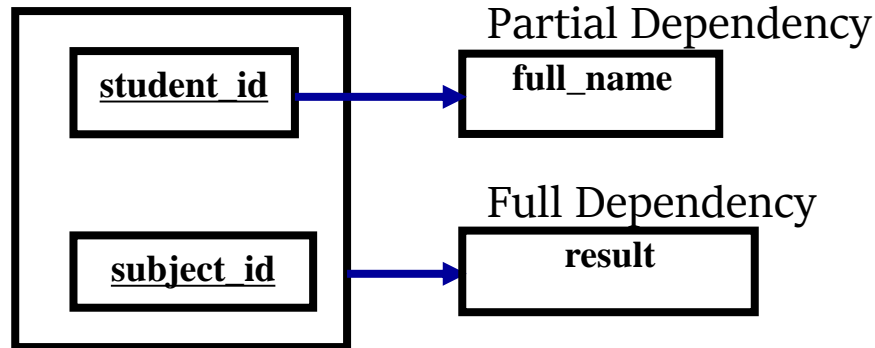 Partial Dependency
student_id
full_name
Full Dependency
subject_id
result